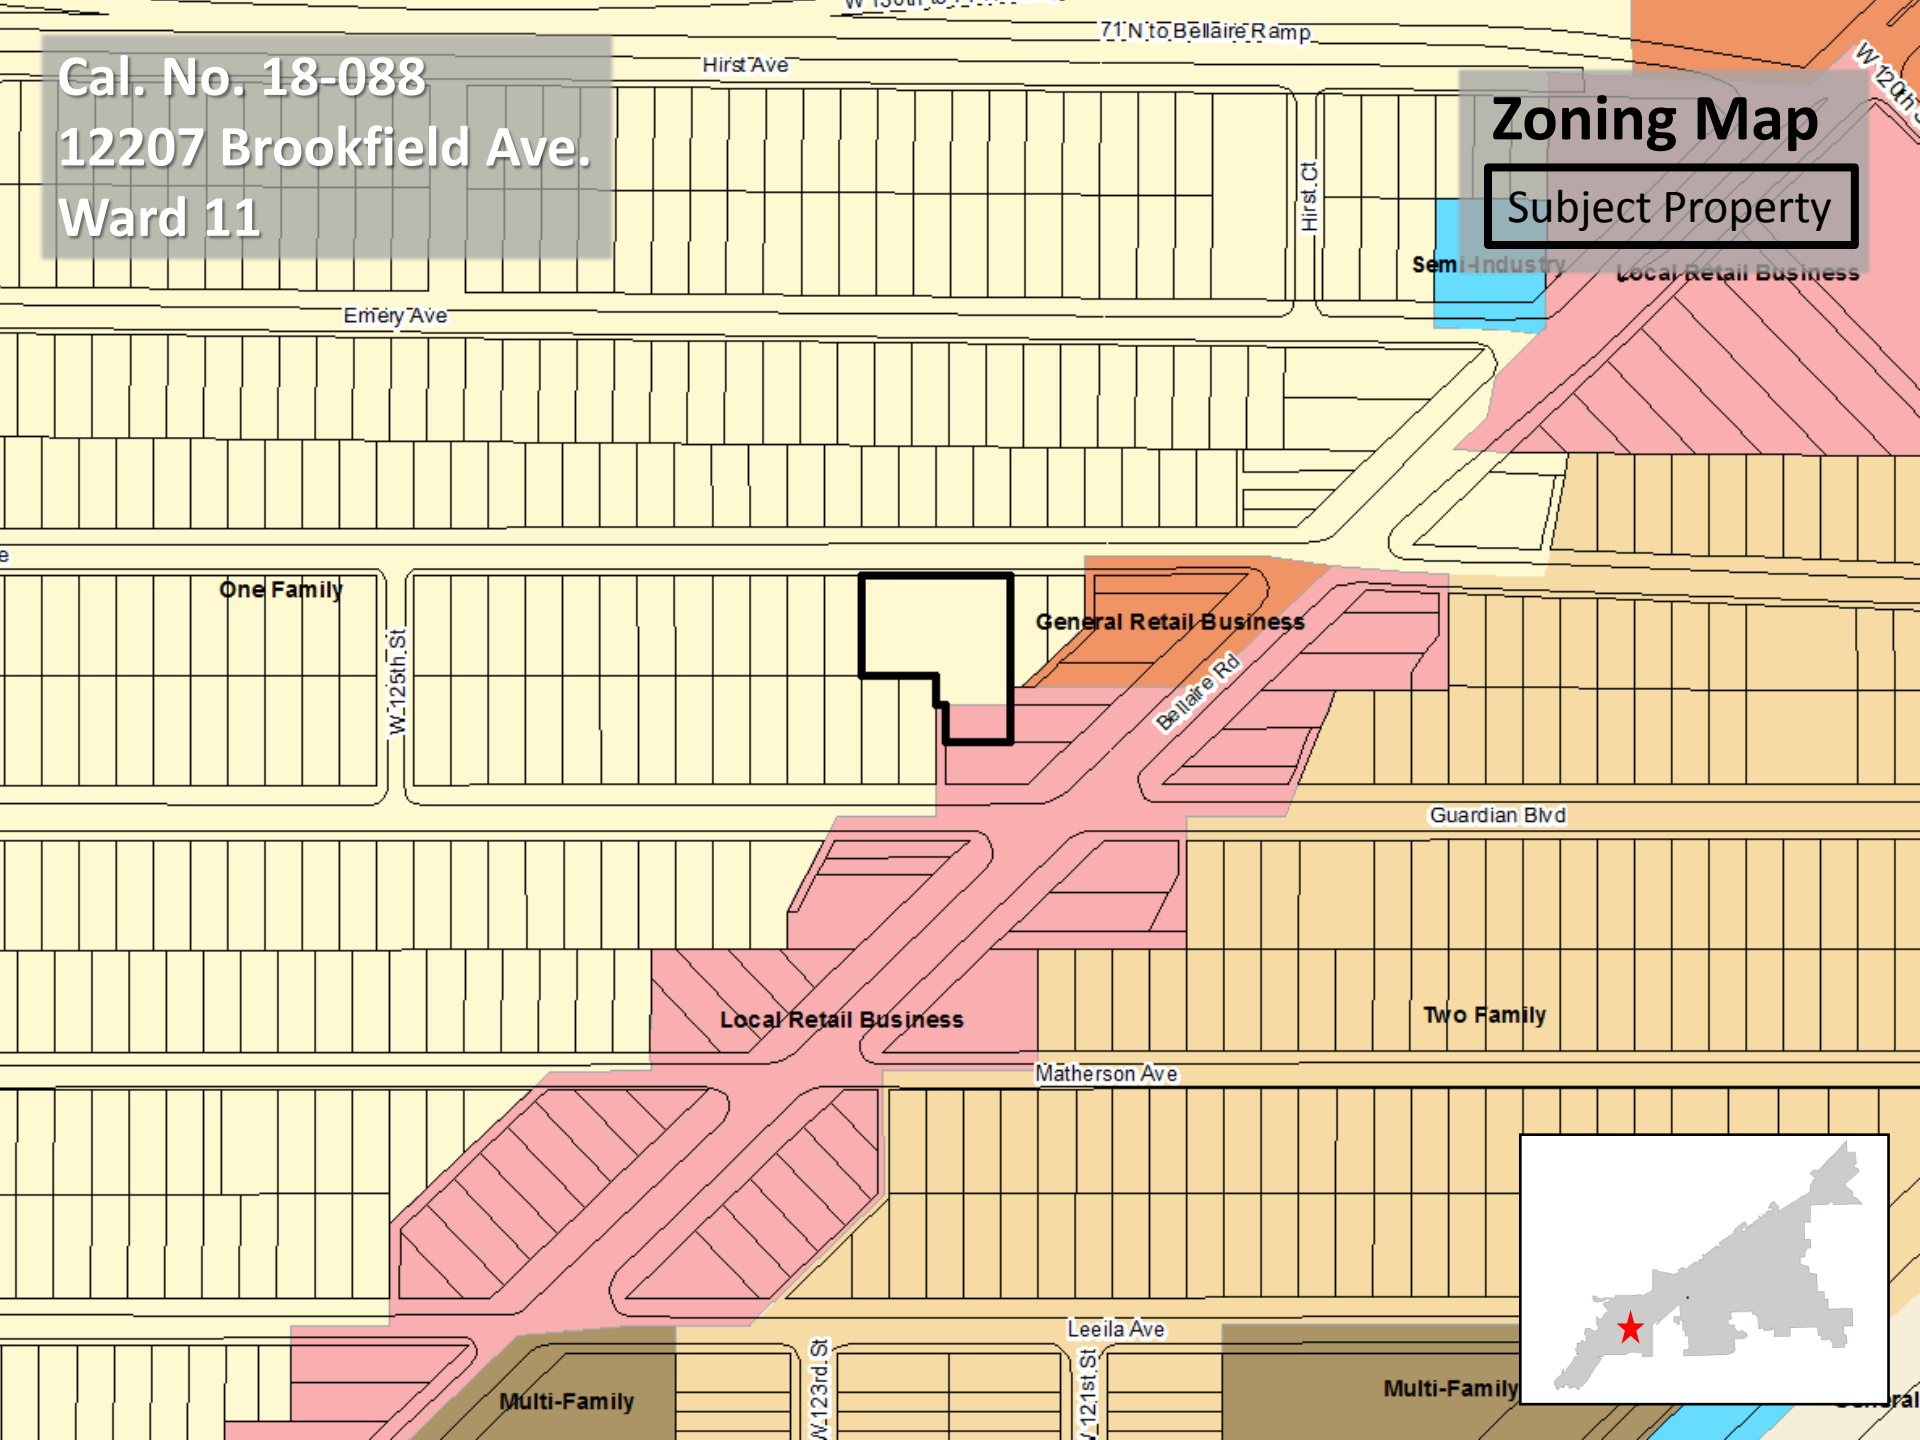 71 N to Bellaire Ramp
Hirst Ave
W 120th
Cal. No. 18-088
12207 Brookfield Ave.
Ward 11
Zoning Map
Subject Property
Hirst Ct
Semi-Industry
Local Retail Business
Emery Ave
e
One Family
General Retail Business
W 125th St
Bellaire Rd
Guardian Blvd
Local Retail Business
Two Family
Matherson Ave
Leeila Ave
W 123rd St
W 121st St
Multi-Family
Multi-Family